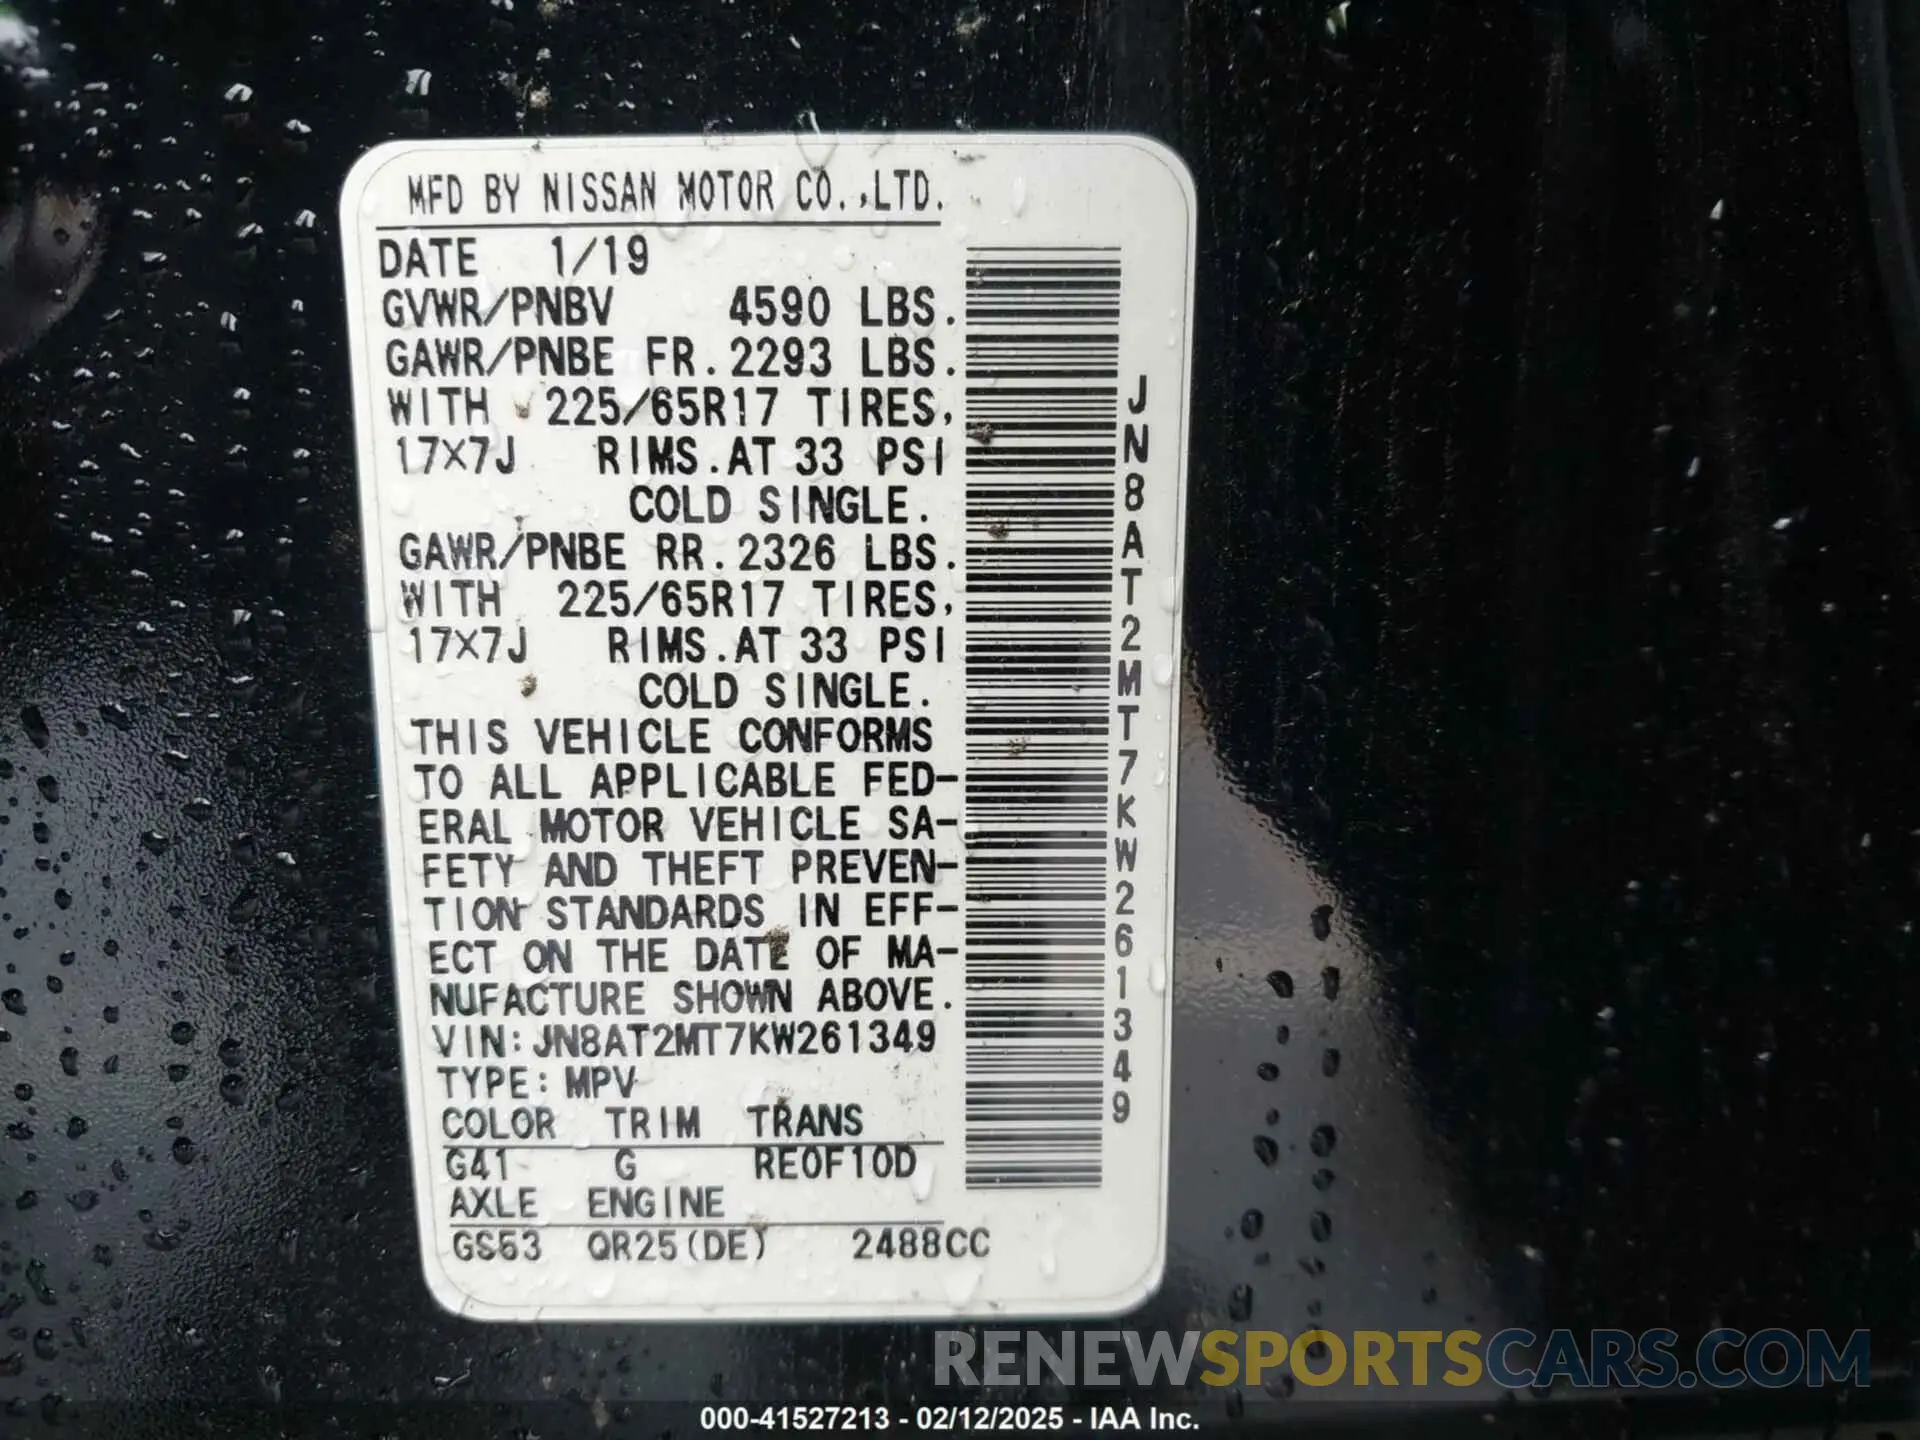 MFD BY NISSAN MOTOR CO.,LTD.
DATE 1/19
GVWR/PNBV 4590 LBS.
GAWR/PNBE FR. 2293 LBS.
WITH 225/65R17 TIRES,
17X7J RIMS.AT 33 PSI
COLD SINGLE.
GAWR/PNBE RR. 2326 LBS.
WITH 225/65R17 TIRES,
17X7J RIMS.AT 33 PSI
COLD SINGLE.
THIS VEHICLE CONFORMS
TO ALL APPLICABLE FED-
ERAL MOTOR VEHICLE SA-
FETY AND THEFT PREVEN-
TION STANDARDS IN EFF-
ECT ON THE DATE OF MA-
NUFACTURE SHOWN ABOVE.
VIN: JN8AT2MT7KW261349
TYPE: MPV
COLOR TRIM TRANS
G41 G RE0F10D
AXLE ENGINE
GS53 QR25(DE) 2488CC
JN8AT2MT7KW261349
RENEWSPORTSCARS.COM
000-41527213 - 02/12/2025 - IAA Inc.